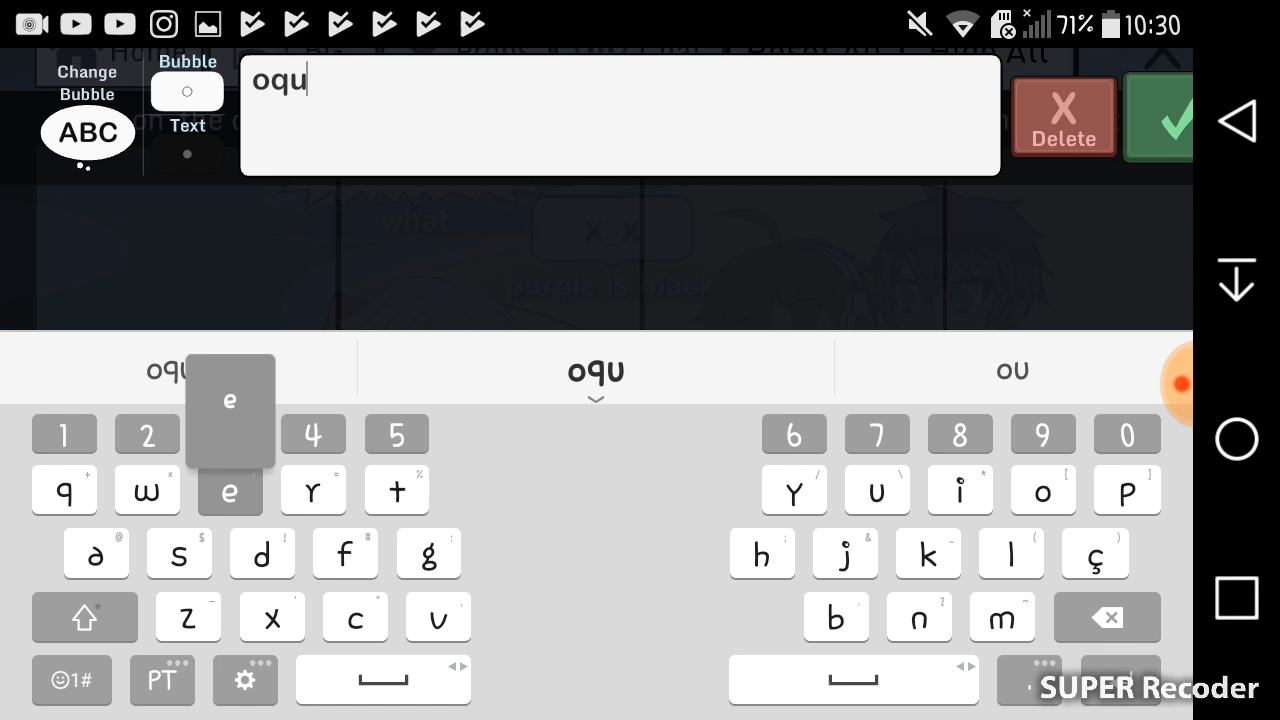 71% 10:30
Change
Bubble
ABC
Bubble
Text
oqu
X
Delete
what
x_x
purple is black
oqu
oqu
ou
e
1 2 4 5 6 7 8 9 0
q w e r t y u i o p
a s d f g h j k l ç
z x c v b n m
☺1# PT
SUPER Recoder